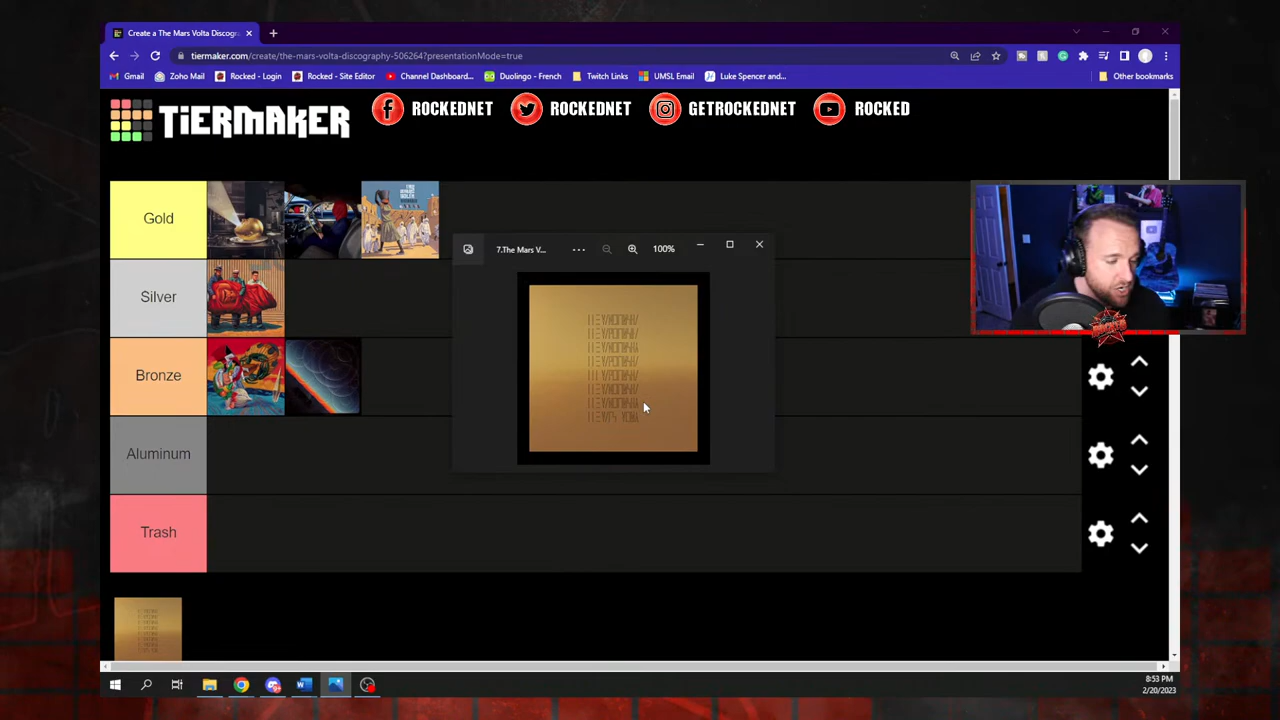 Create a The Mars Volta Discogra
tiermaker.com/create/the-mars-volta-discography-506264?presentationMode=true
Gmail Zoho Mail Rocked - Login Rocked - Site Editor Channel Dashboard... Duolingo - French Twitch Links UMSL Email Luke Spencer and... Other bookmarks
TiERMAKER ROCKEDNET ROCKEDNET GETROCKEDNET ROCKED
Gold
7.The Mars V... 100%
Silver
Bronze
Aluminum
Trash
8:53 PM
2/20/2023